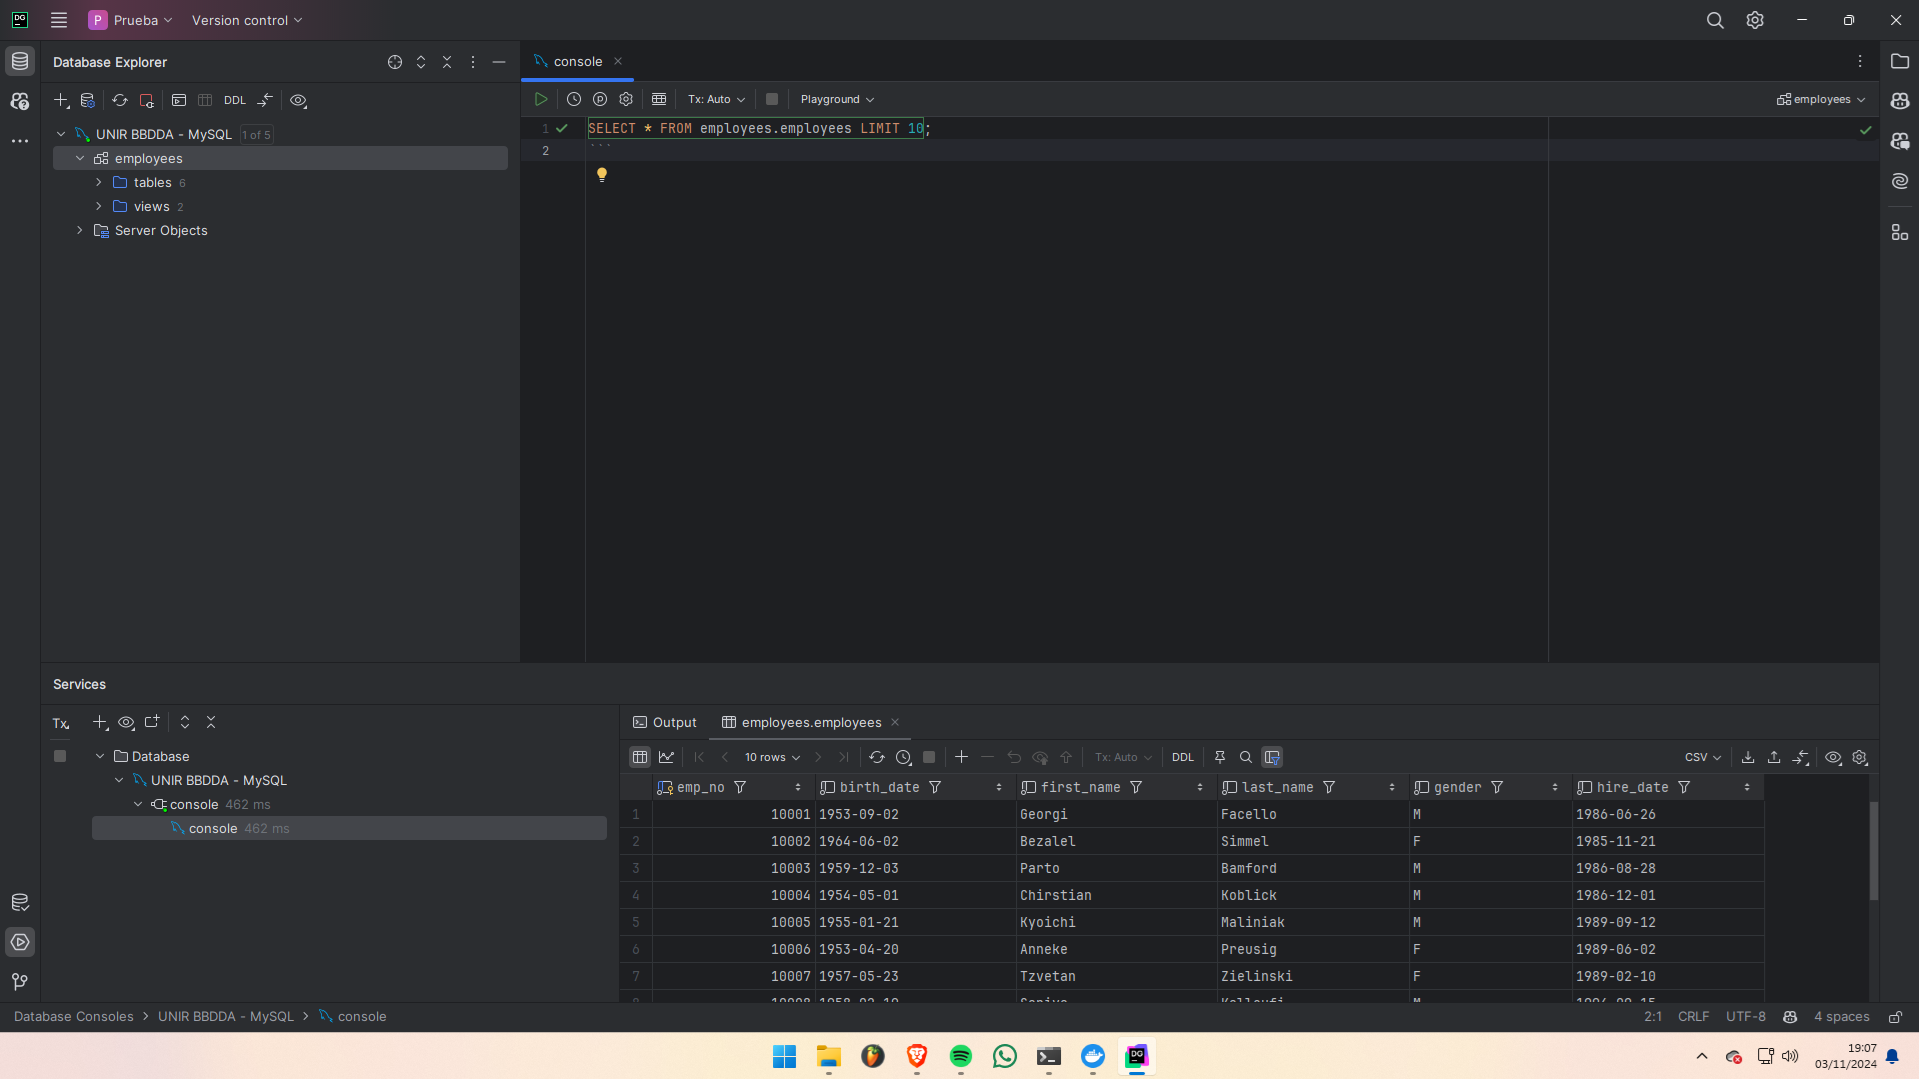 DG P Prueba Version control
Database Explorer
DDL
UNIR BBDDA - MySQL 1 of 5
employees
tables 6
views 2
Server Objects
console
Tx: Auto Playground employees
1 SELECT * FROM employees.employees LIMIT 10;
2
Services
Tx
Database
UNIR BBDDA - MySQL
console 462 ms
console 462 ms
Output employees.employees
10 rows Tx: Auto DDL CSV
emp_no birth_date first_name last_name gender hire_date
1 10001 1953-09-02 Georgi Facello M 1986-06-26
2 10002 1964-06-02 Bezalel Simmel F 1985-11-21
3 10003 1959-12-03 Parto Bamford M 1986-08-28
4 10004 1954-05-01 Chirstian Koblick M 1986-12-01
5 10005 1955-01-21 Kyoichi Maliniak M 1989-09-12
6 10006 1953-04-20 Anneke Preusig F 1989-06-02
7 10007 1957-05-23 Tzvetan Zielinski F 1989-02-10
Database Consoles > UNIR BBDDA - MySQL > console 2:1 CRLF UTF-8 4 spaces
DG
19:07
03/11/2024